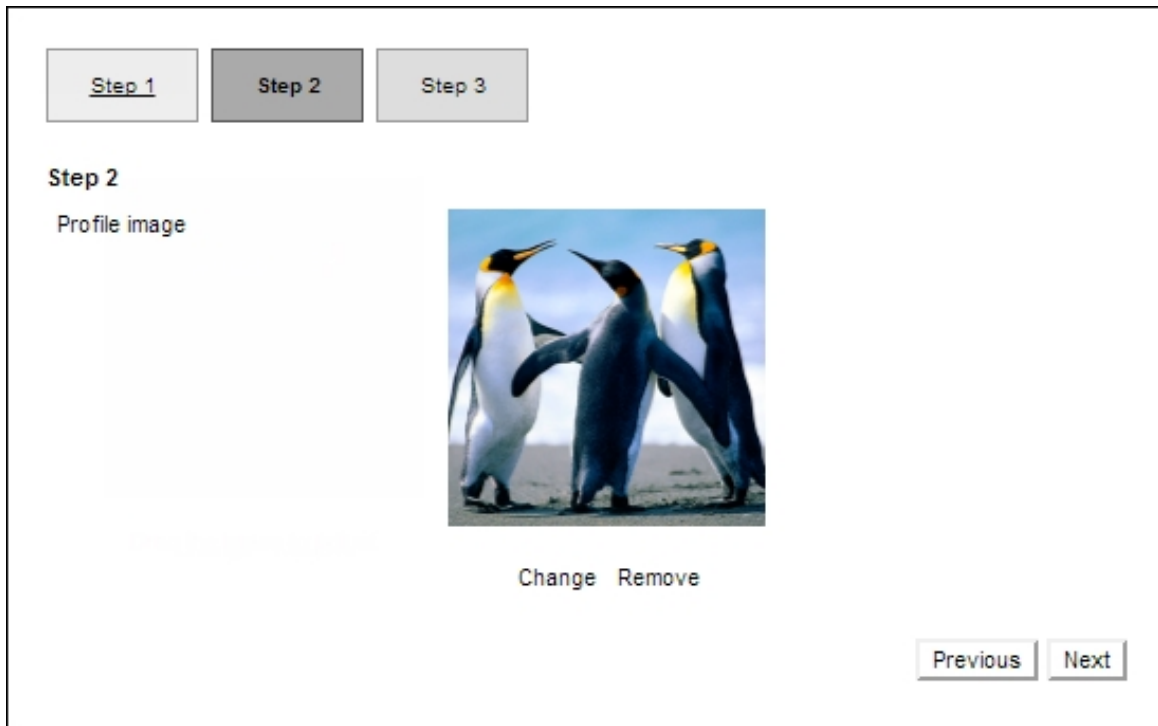 Step 1 Step 2 Step 3
Step 2
Profile image
Change Remove
Previous Next